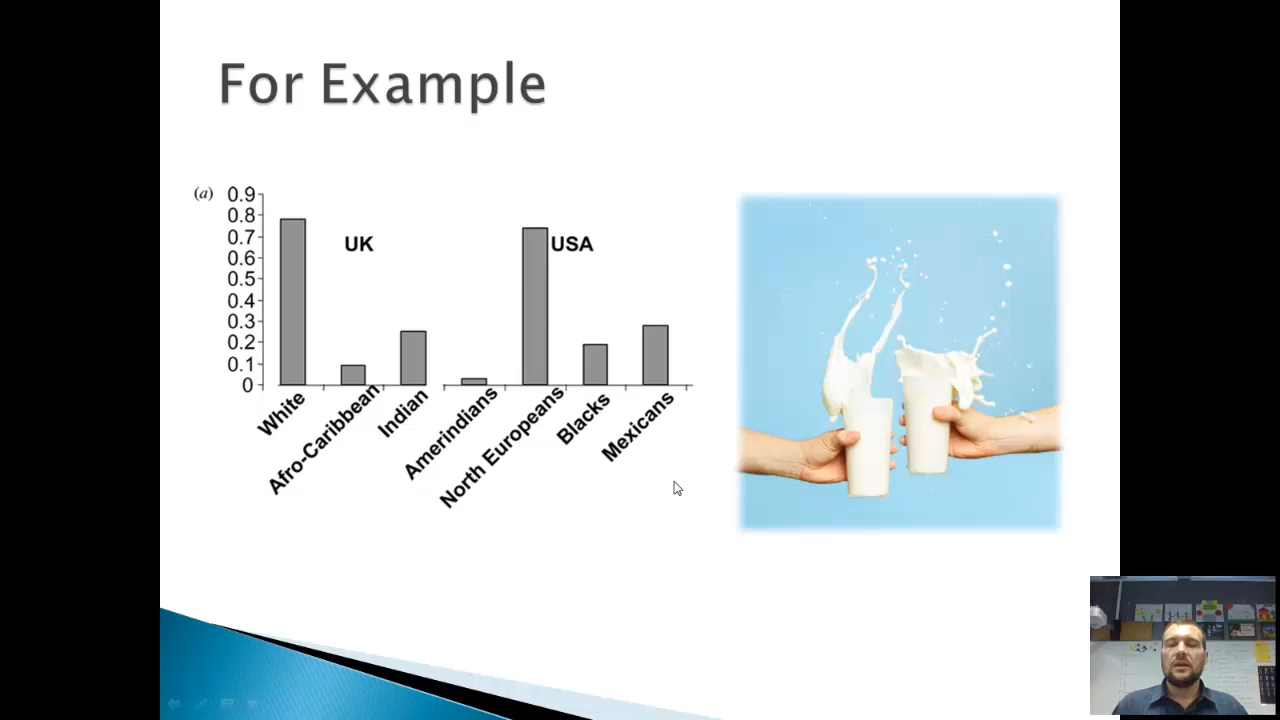 For Example
(a)
0.9
0.8
0.7
0.6
0.5
0.4
0.3
0.2
0.1
0
UK
USA
White
Afro-Caribbean
Indian
Amerindians
North Europeans
Blacks
Mexicans